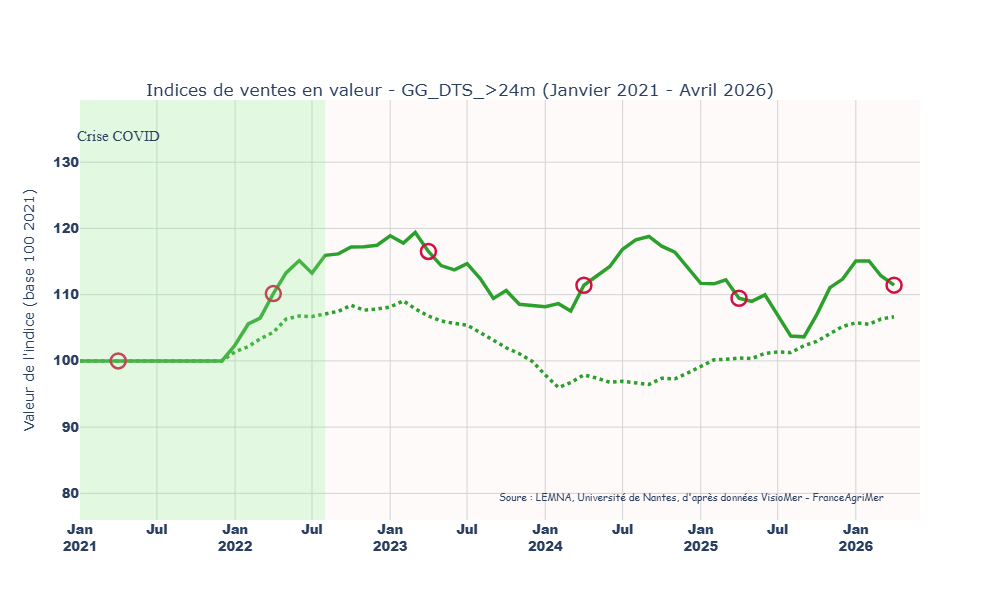 Indices de ventes en valeur - GG_DTS_>24m (Janvier 2021 - Avril 2026)
Crise COVID
Valeur de l'indice (base 100 2021)
130
120
110
100
90
80
Soure : LEMNA, Université de Nantes, d'après données VisioMer - FranceAgriMer
Jan Jul Jan Jul Jan Jul Jan Jul Jan Jul Jan
2021 2022 2023 2024 2025 2026